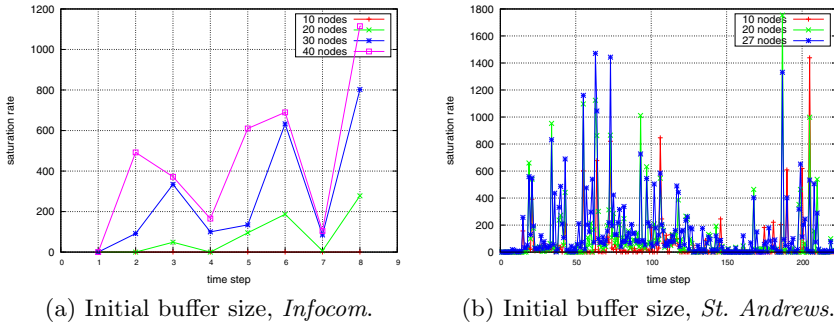 saturation rate
1200
1000
800
600
400
200
0
0 1 2 3 4 5 6 7 8 9
time step
10 nodes
20 nodes
30 nodes
40 nodes
(a) Initial buffer size, Infocom.
saturation rate
1800
1600
1400
1200
1000
800
600
400
200
0
0 50 100 150 200
time step
10 nodes
20 nodes
27 nodes
(b) Initial buffer size, St. Andrews.